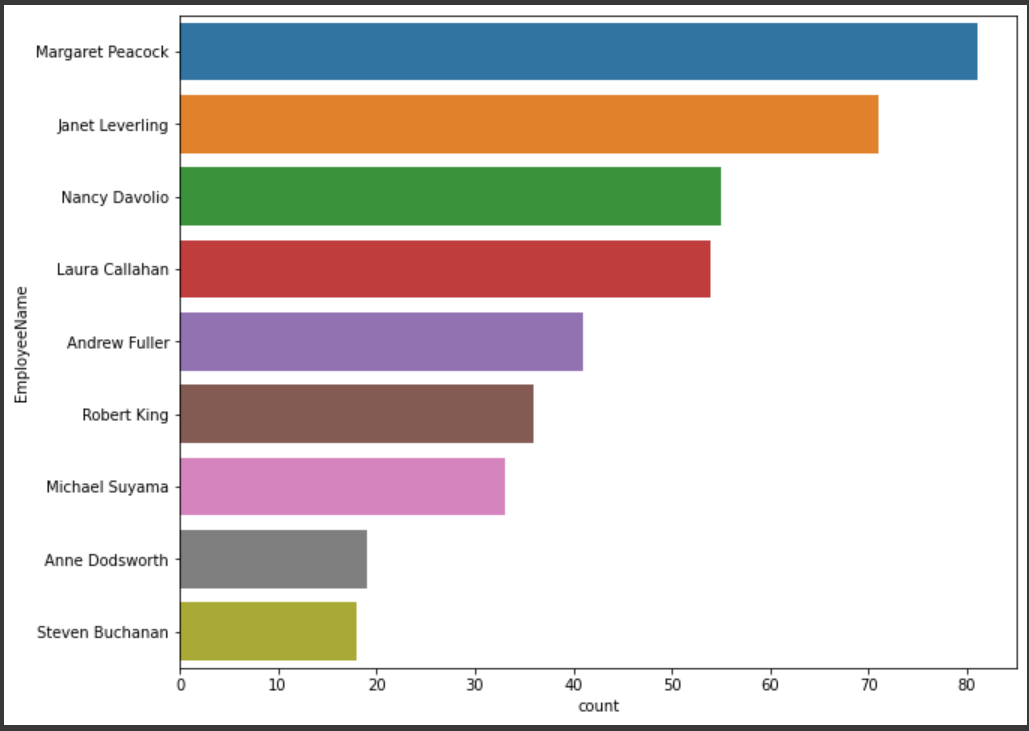 EmployeeName
Margaret Peacock
Janet Leverling
Nancy Davolio
Laura Callahan
Andrew Fuller
Robert King
Michael Suyama
Anne Dodsworth
Steven Buchanan
0 10 20 30 40 50 60 70 80
count